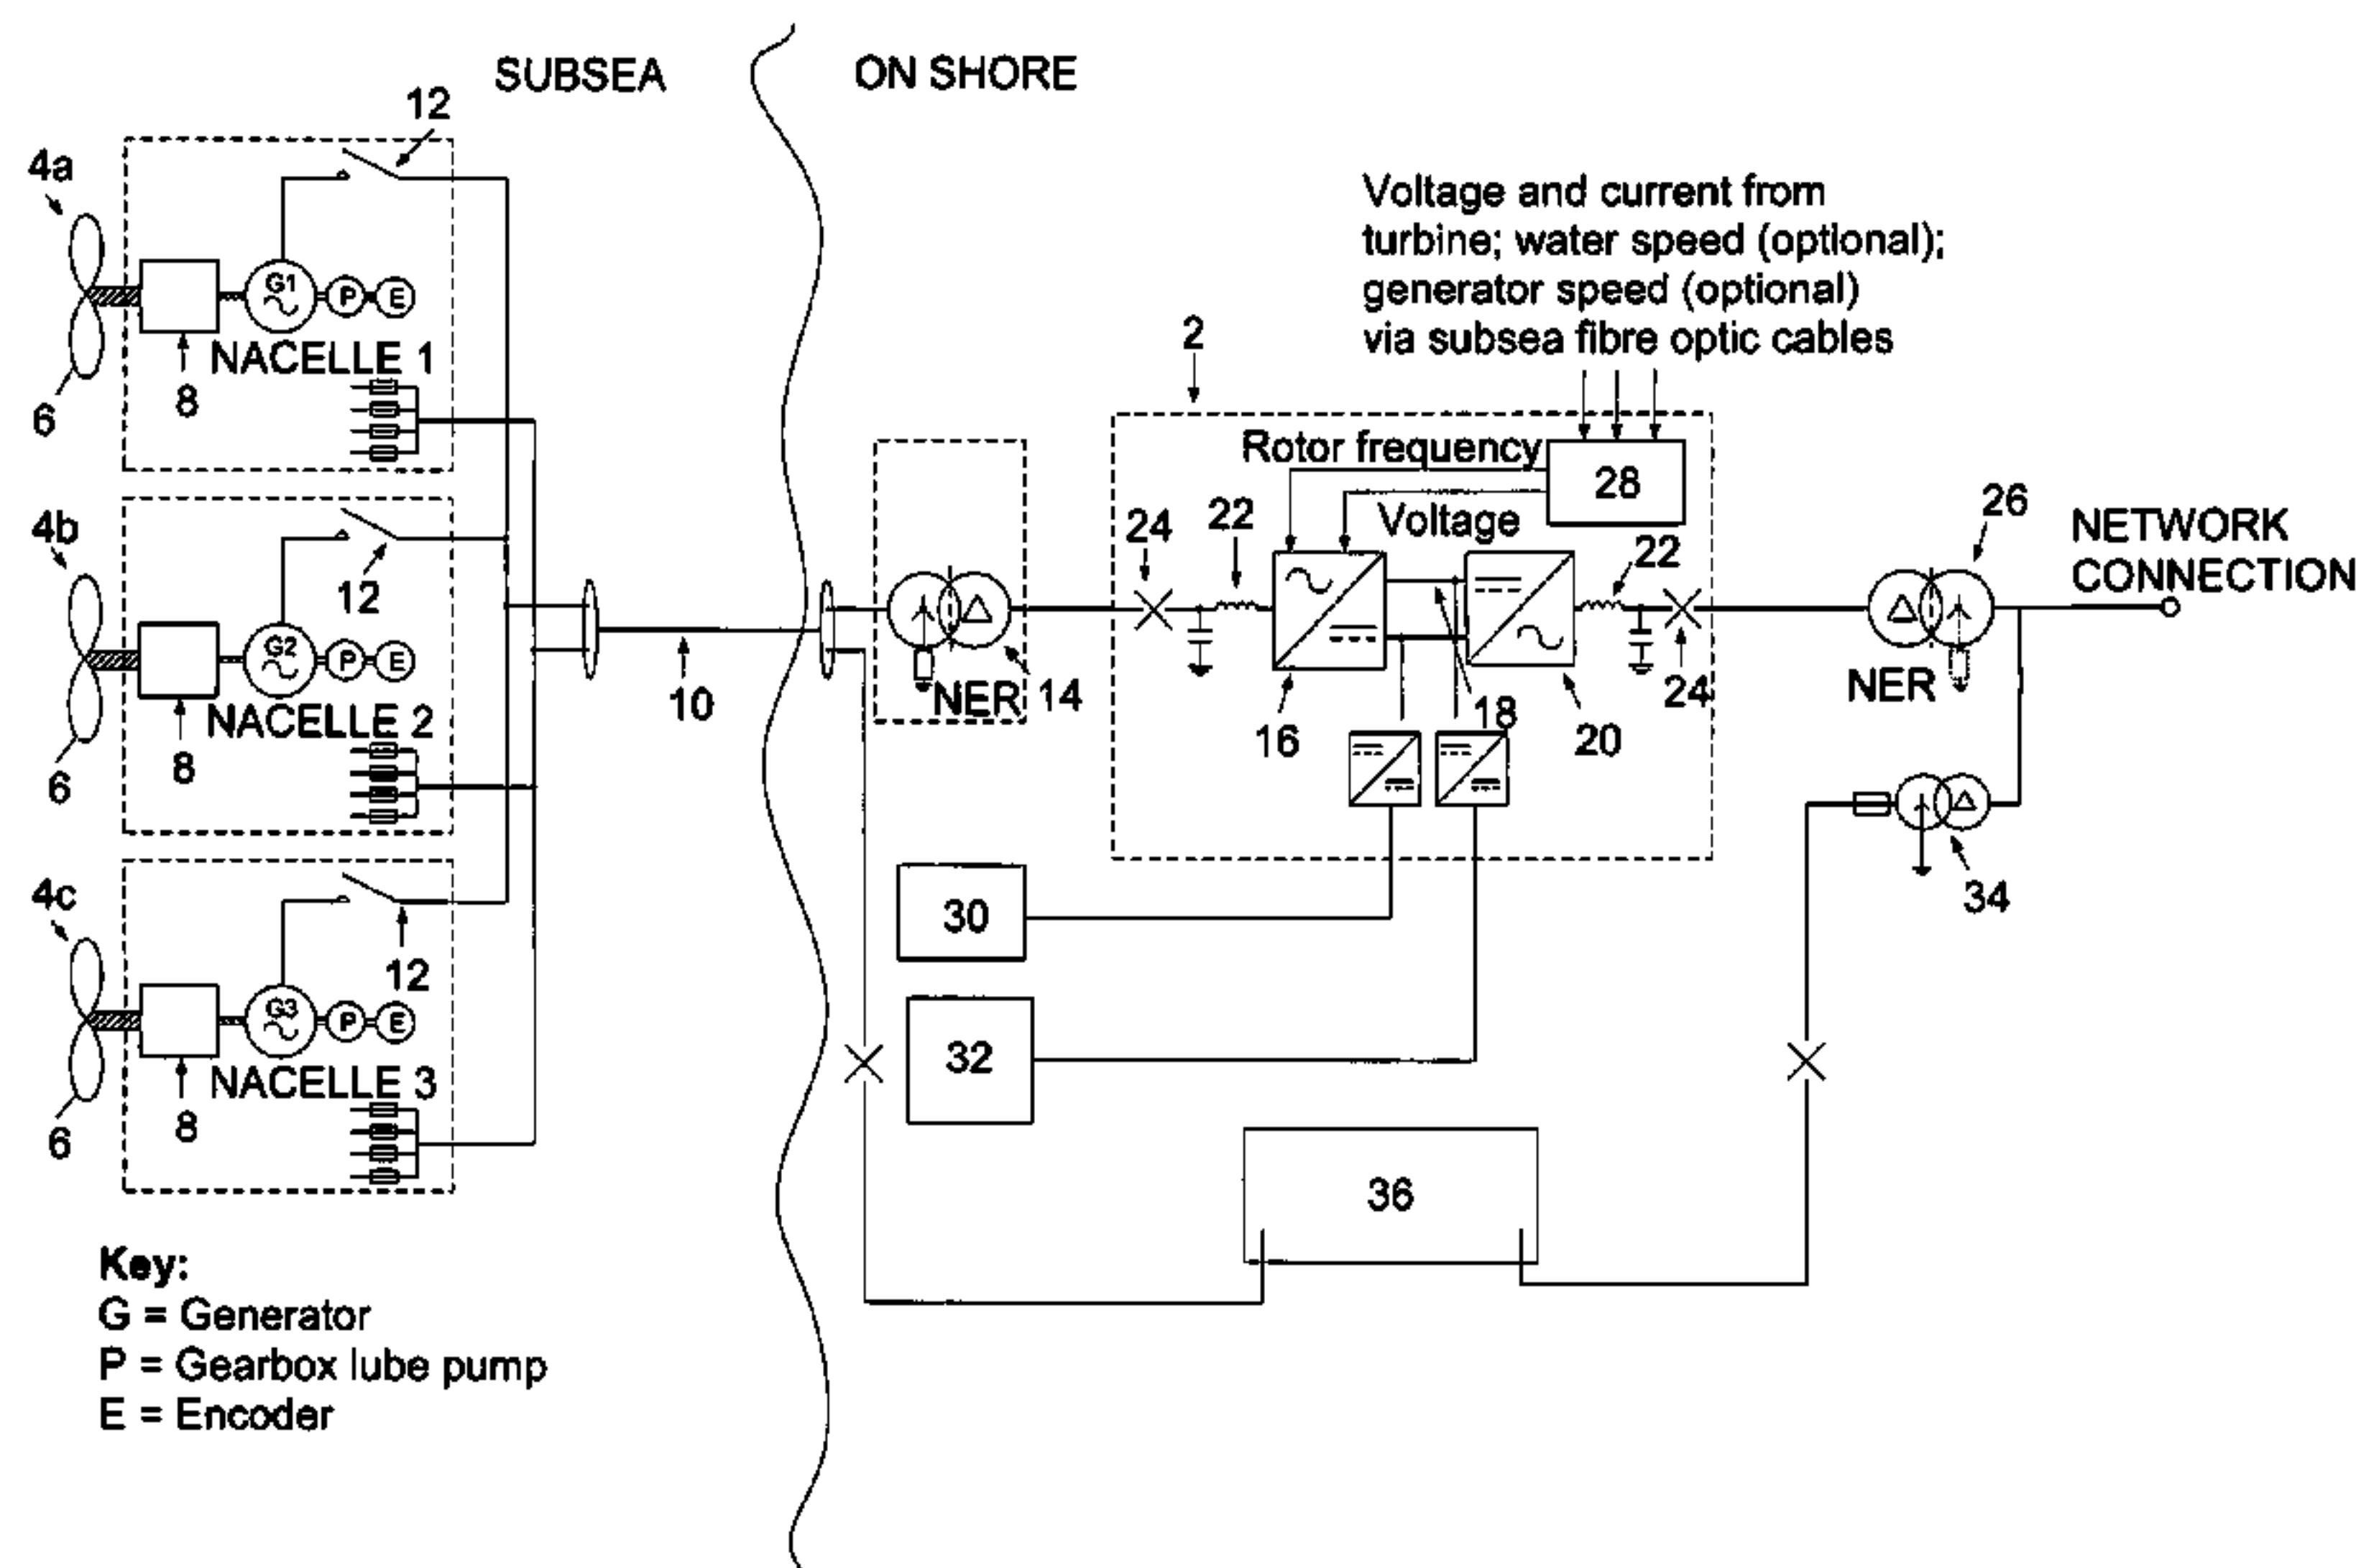 SUBSEA
ON SHORE
12
4a
G1
P
E
NACELLE 1
8
6
Voltage and current from
turbine; water speed (optional);
generator speed (optional)
via subsea fibre optic cables
2
Rotor frequency
28
Voltage
24
22
22
26
NETWORK
CONNECTION
4b
12
G2
P
E
NACELLE 2
8
6
10
NER
14
16
18
20
24
NER
34
4c
12
G3
P
E
NACELLE 3
8
6
30
32
36
Key:
G = Generator
P = Gearbox lube pump
E = Encoder